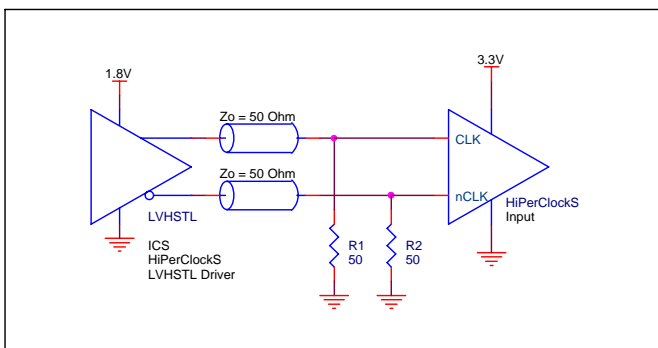 1.8V
3.3V
Zo = 50 Ohm
CLK
Zo = 50 Ohm
nCLK
LVHSTL
HiPerClockS
Input
ICS
HiPerClockS
LVHSTL Driver
R1
50
R2
50